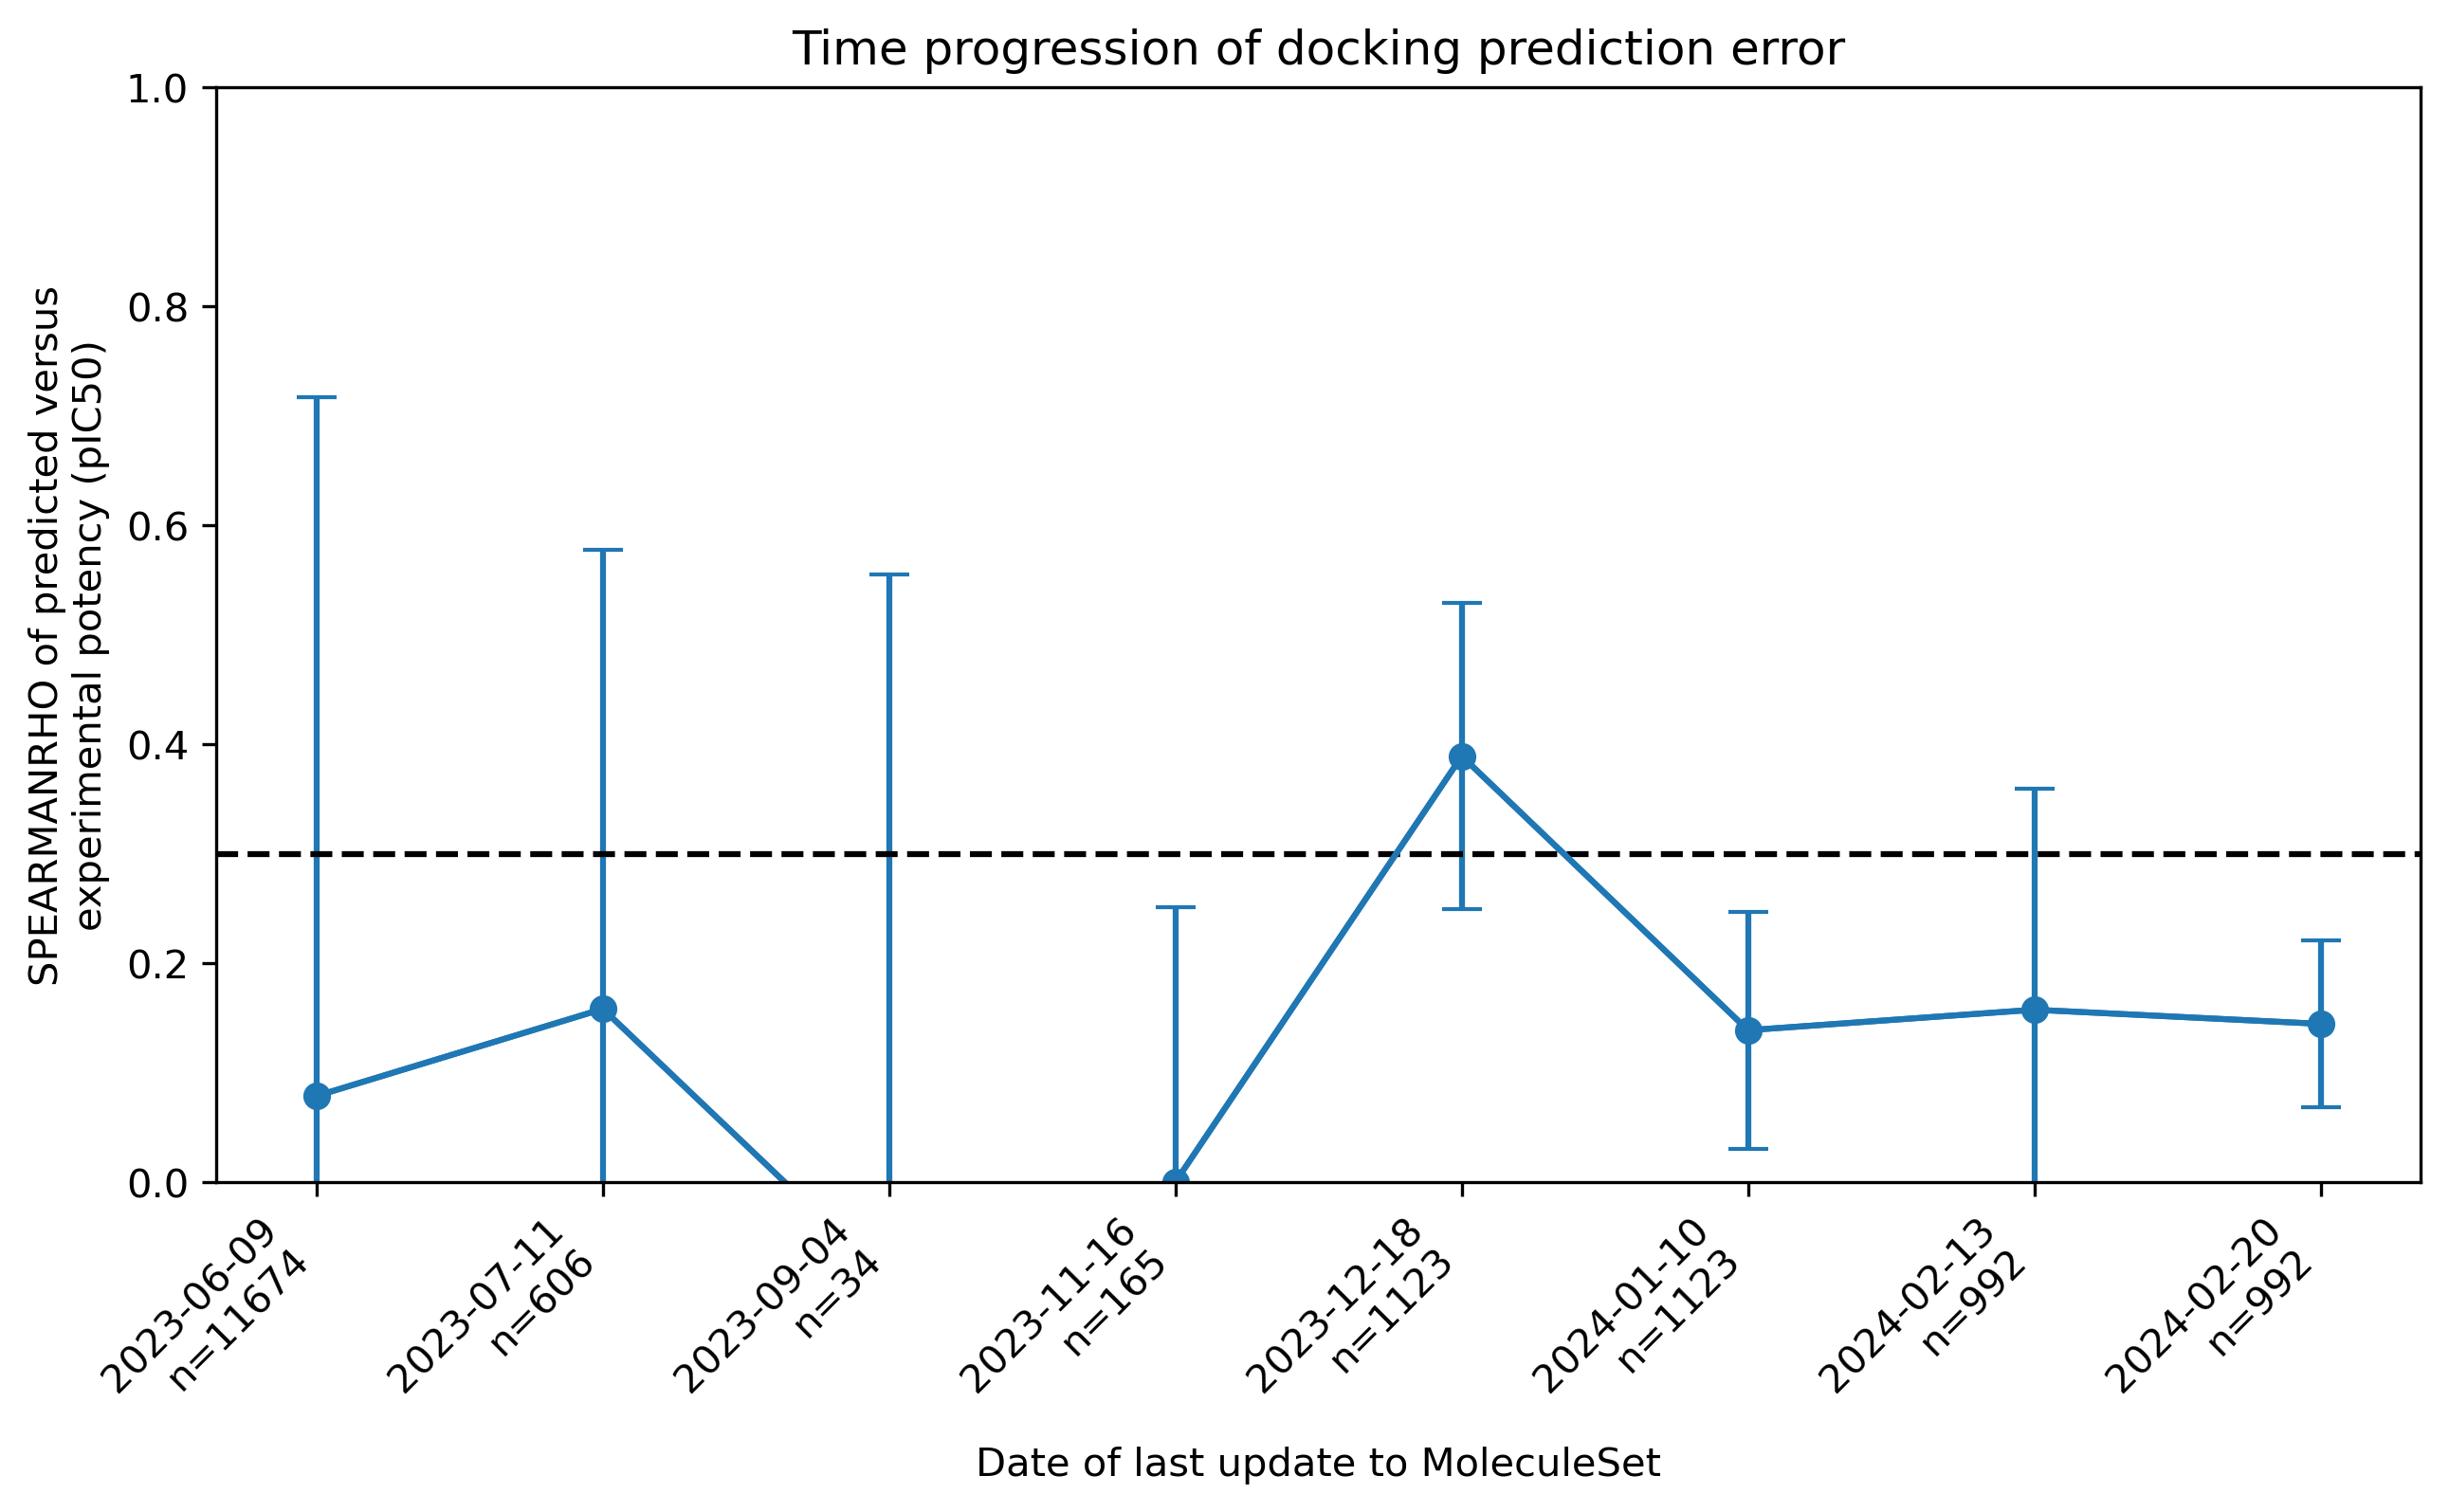 Time progression of docking prediction error
SPEARMANRHO of predicted versus
experimental potency (pIC50)
1.0
0.8
0.6
0.4
0.2
0.0
2023-06-09
n=11674
2023-07-11
n=606
2023-09-04
n=34
2023-11-16
n=165
2023-12-18
n=1123
2024-01-10
n=1123
2024-02-13
n=992
2024-02-20
n=992
Date of last update to MoleculeSet